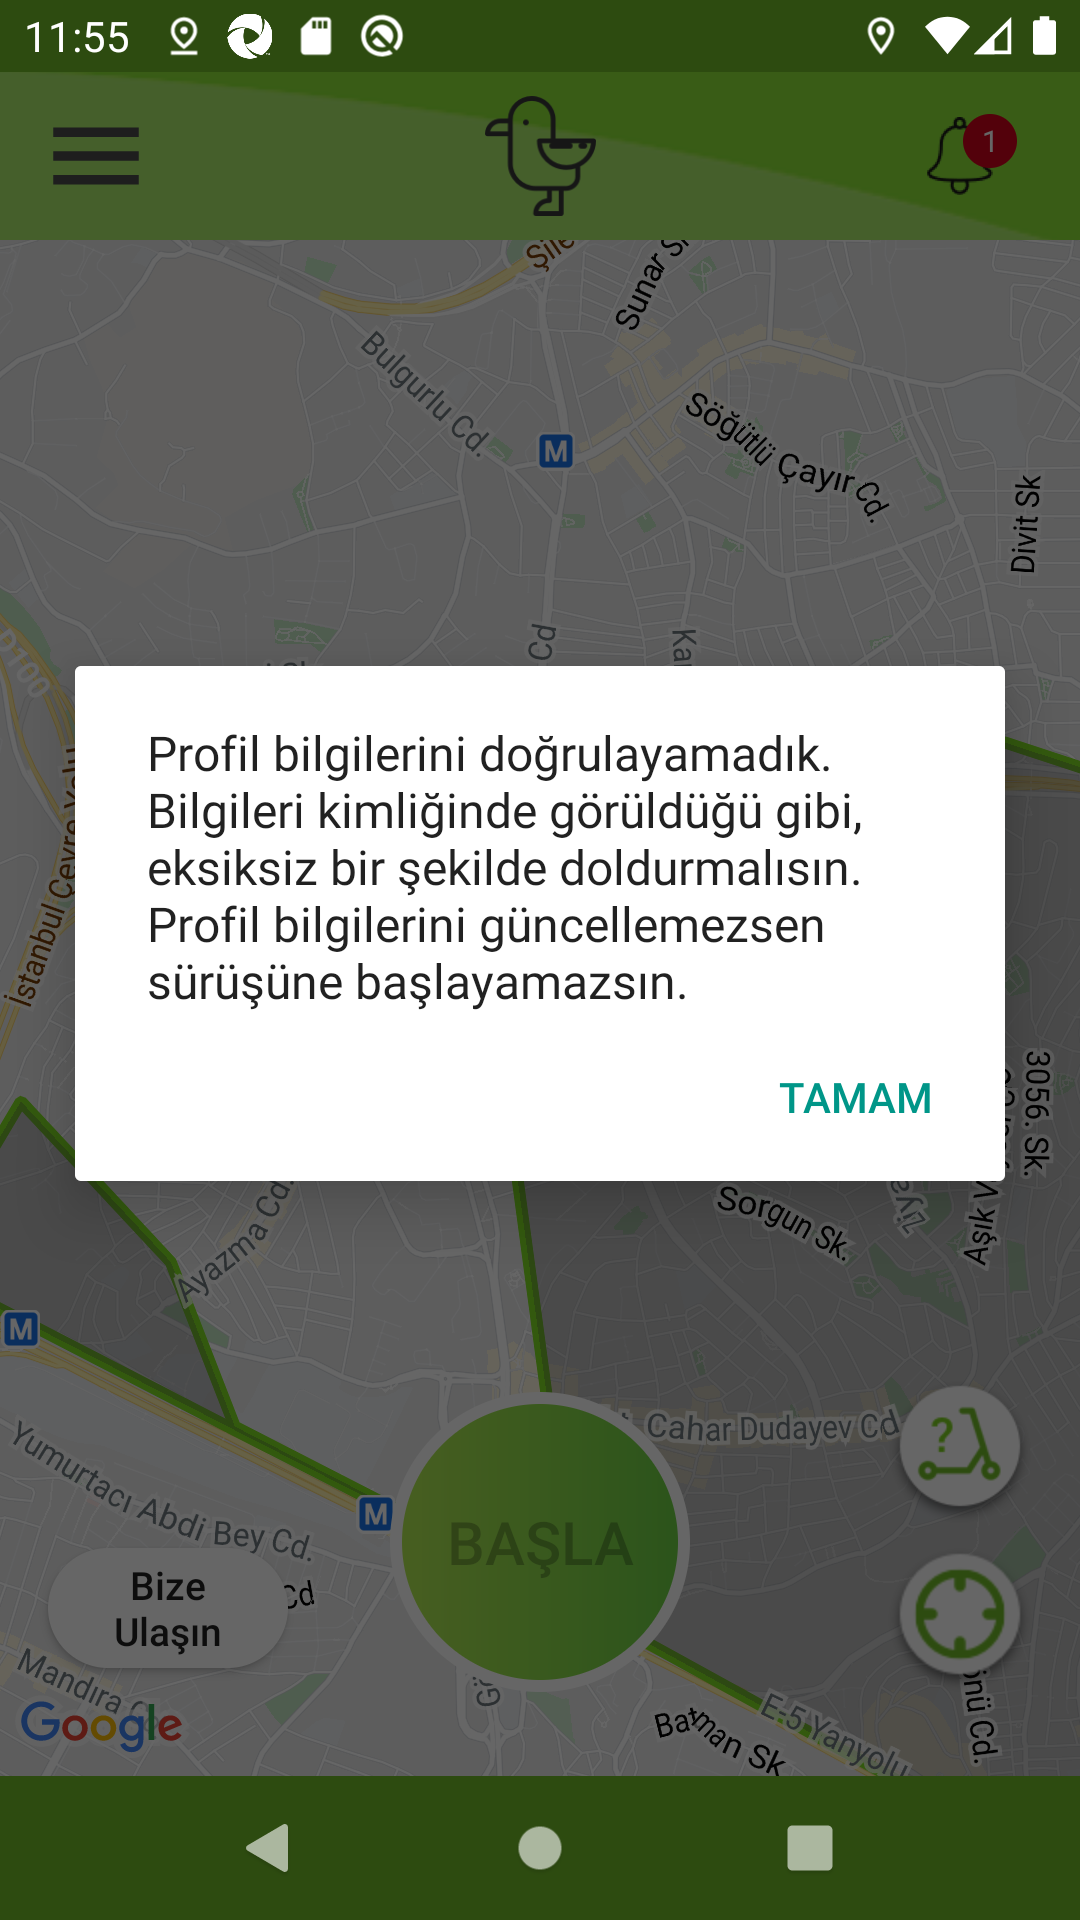 11:55
1
Şile
Sunar S
Bulgurlu Cd.
M
Söğütlü Çayır Cd.
Divit Sk
Cd
D100
Profil bilgilerini doğrulayamadık.
Bilgileri kimliğinde görüldüğü gibi,
eksiksiz bir şekilde doldurmalısın.
Profil bilgilerini güncellemezsen
sürüşüne başlayamazsın.
TAMAM
İstanbul Çevre Yolu
3056. Sk.
Ayazma Cd.
Sorgun Sk.
Aşık V
M
Cahar Dudayev Cd
?
Yumurtacı Abdi Bey Cd.
M
BAŞLA
Bize
Ulaşın
Cd
Mandıra
Google
Batman Sk
E-5 Yanyolu
önü Cd.